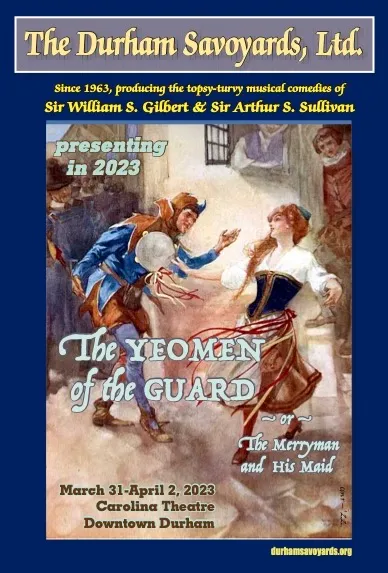 The Durham Savoyards, Ltd.
Since 1963, producing the topsy-turvy musical comedies of
Sir William S. Gilbert & Sir Arthur S. Sullivan
presenting
in 2023
The YEOMEN
of the GUARD
~ or ~
The Merryman
and His Maid
March 31-April 2, 2023
Carolina Theatre
Downtown Durham
durhamsavoyards.org